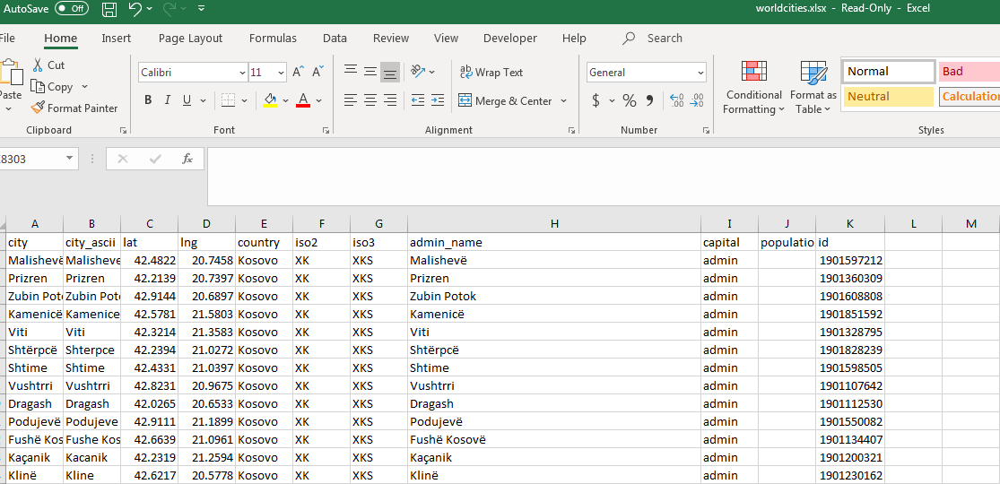 AutoSave Off worldcities.xlsx - Read-Only - Excel
File Home Insert Page Layout Formulas Data Review View Developer Help Search
Cut Calibri 11 A A ab Wrap Text General Normal Bad
Paste Copy B I U A Merge & Center $ % Conditional Formatting Format as Table Neutral Calculation
Format Painter
Clipboard Font Alignment Number Styles
8303 fx
A B C D E F G H I J K L M
city city_ascii lat lng country iso2 iso3 admin_name capital populatio id
Malishevë Malisheve 42.4822 20.7458 Kosovo XK XKS Malishevë admin 1901597212
Prizren Prizren 42.2139 20.7397 Kosovo XK XKS Prizren admin 1901360309
Zubin Poto Zubin Poto 42.9144 20.6897 Kosovo XK XKS Zubin Potok admin 1901608808
Kamenicë Kamenice 42.5781 21.5803 Kosovo XK XKS Kamenicë admin 1901851592
Viti Viti 42.3214 21.3583 Kosovo XK XKS Viti admin 1901328795
Shtërpcë Shterpce 42.2394 21.0272 Kosovo XK XKS Shtërpcë admin 1901828239
Shtime Shtime 42.4331 21.0397 Kosovo XK XKS Shtime admin 1901598505
Vushtrri Vushtrri 42.8231 20.9675 Kosovo XK XKS Vushtrri admin 1901107642
Dragash Dragash 42.0265 20.6533 Kosovo XK XKS Dragash admin 1901112530
Podujevë Podujeve 42.9111 21.1899 Kosovo XK XKS Podujevë admin 1901550082
Fushë Kos Fushe Kos 42.6639 21.0961 Kosovo XK XKS Fushë Kosovë admin 1901134407
Kaçanik Kacanik 42.2319 21.2594 Kosovo XK XKS Kaçanik admin 1901200321
Klinë Kline 42.6217 20.5778 Kosovo XK XKS Klinë admin 1901230162